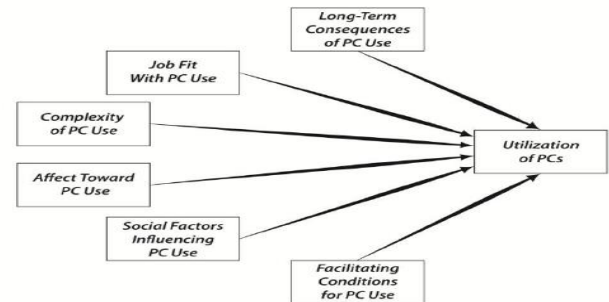 Long-Term
Consequences
of PC Use
Job Fit
With PC Use
Complexity
of PC Use
Utilization
of PCs
Affect Toward
PC Use
Social Factors
Influencing
PC Use
Facilitating
Conditions
for PC Use